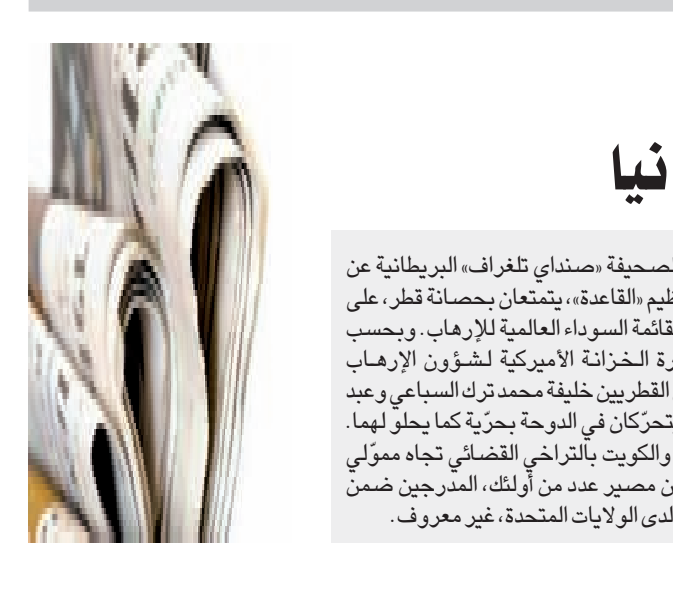 نيا
لصحيفة «صنداي تلغراف» البريطانية عن
ظيم «القاعدة»، يتمتعان بحصانة قطر، على
قائمة السوداء العالمية للإرهاب. وبحسب
رة الخزانة الأميركية لشؤون الإرهاب
القطريين خليفة محمد ترك السباعي وعبد
تحرّكان في الدوحة بحرّية كما يحلو لهما.
والكويت بالتراخي القضائي تجاه مموّلي
ن مصير عدد من أولئك، المدرجين ضمن
لدى الولايات المتحدة، غير معروف.